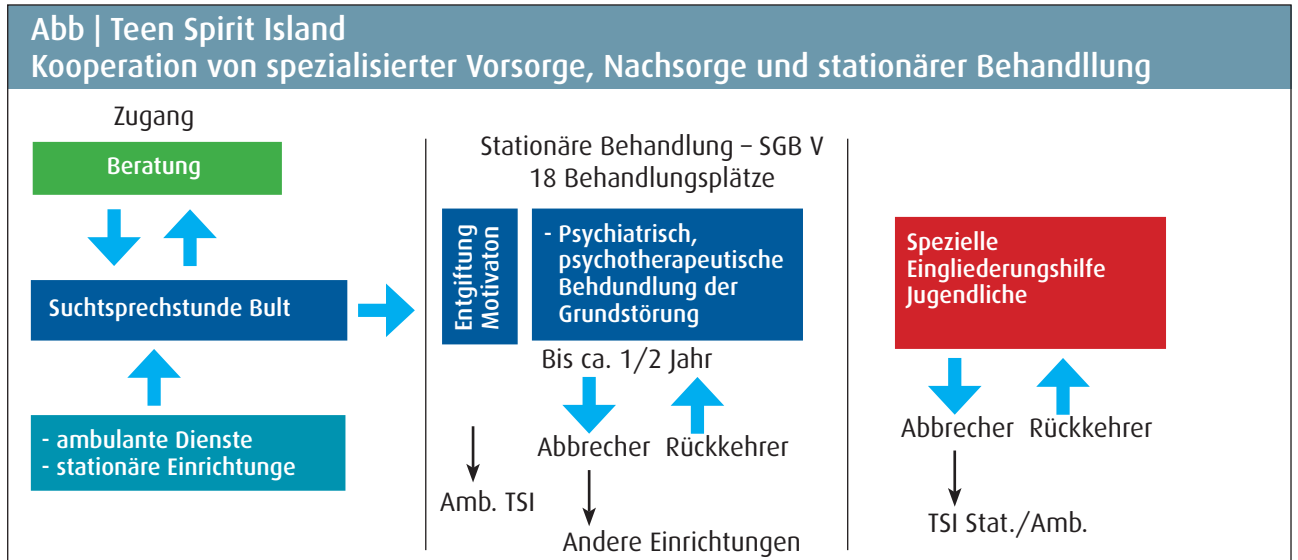 Abb | Teen Spirit Island
Kooperation von spezialisierter Vorsorge, Nachsorge und stationärer Behandllung
Zugang
Beratung
Suchtsprechstunde Bult
- ambulante Dienste
- stationäre Einrichtunge
Stationäre Behandlung – SGB V
18 Behandlungsplätze
Entgiftung
Motivaton
- Psychiatrisch,
psychotherapeutische
Behdundlung der
Grundstörung
Bis ca. 1/2 Jahr
Abbrecher Rückkehrer
Amb. TSI
Andere Einrichtungen
Spezielle
Eingliederungshilfe
Jugendliche
Abbrecher Rückkehrer
TSI Stat./Amb.